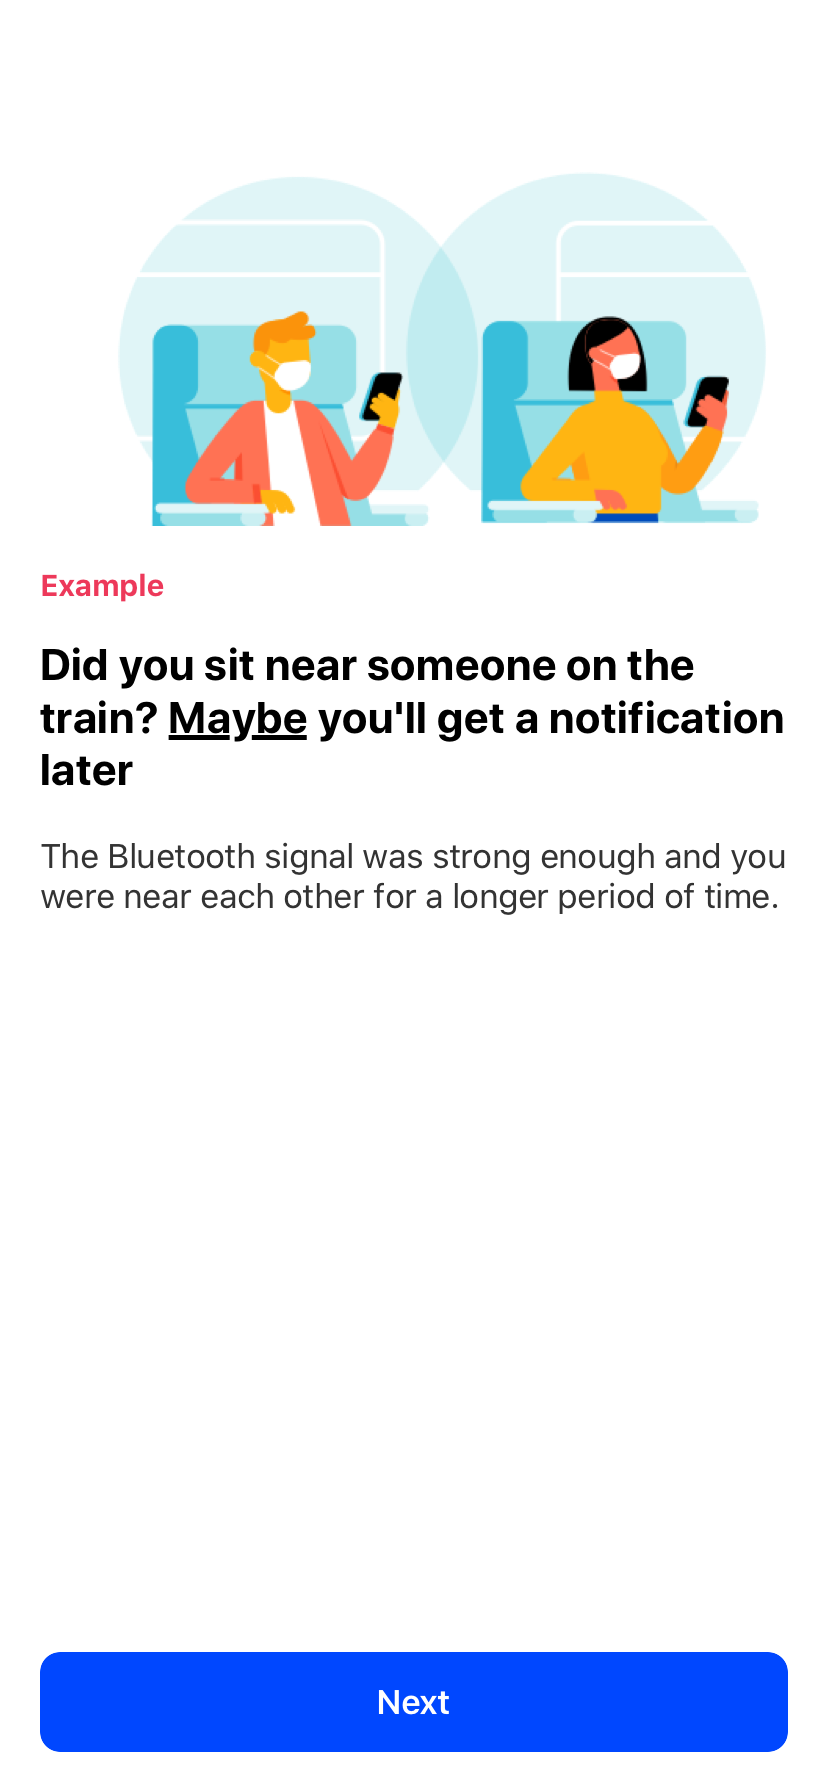 Example
Did you sit near someone on the
train? Maybe you'll get a notification
later
The Bluetooth signal was strong enough and you
were near each other for a longer period of time.
Next